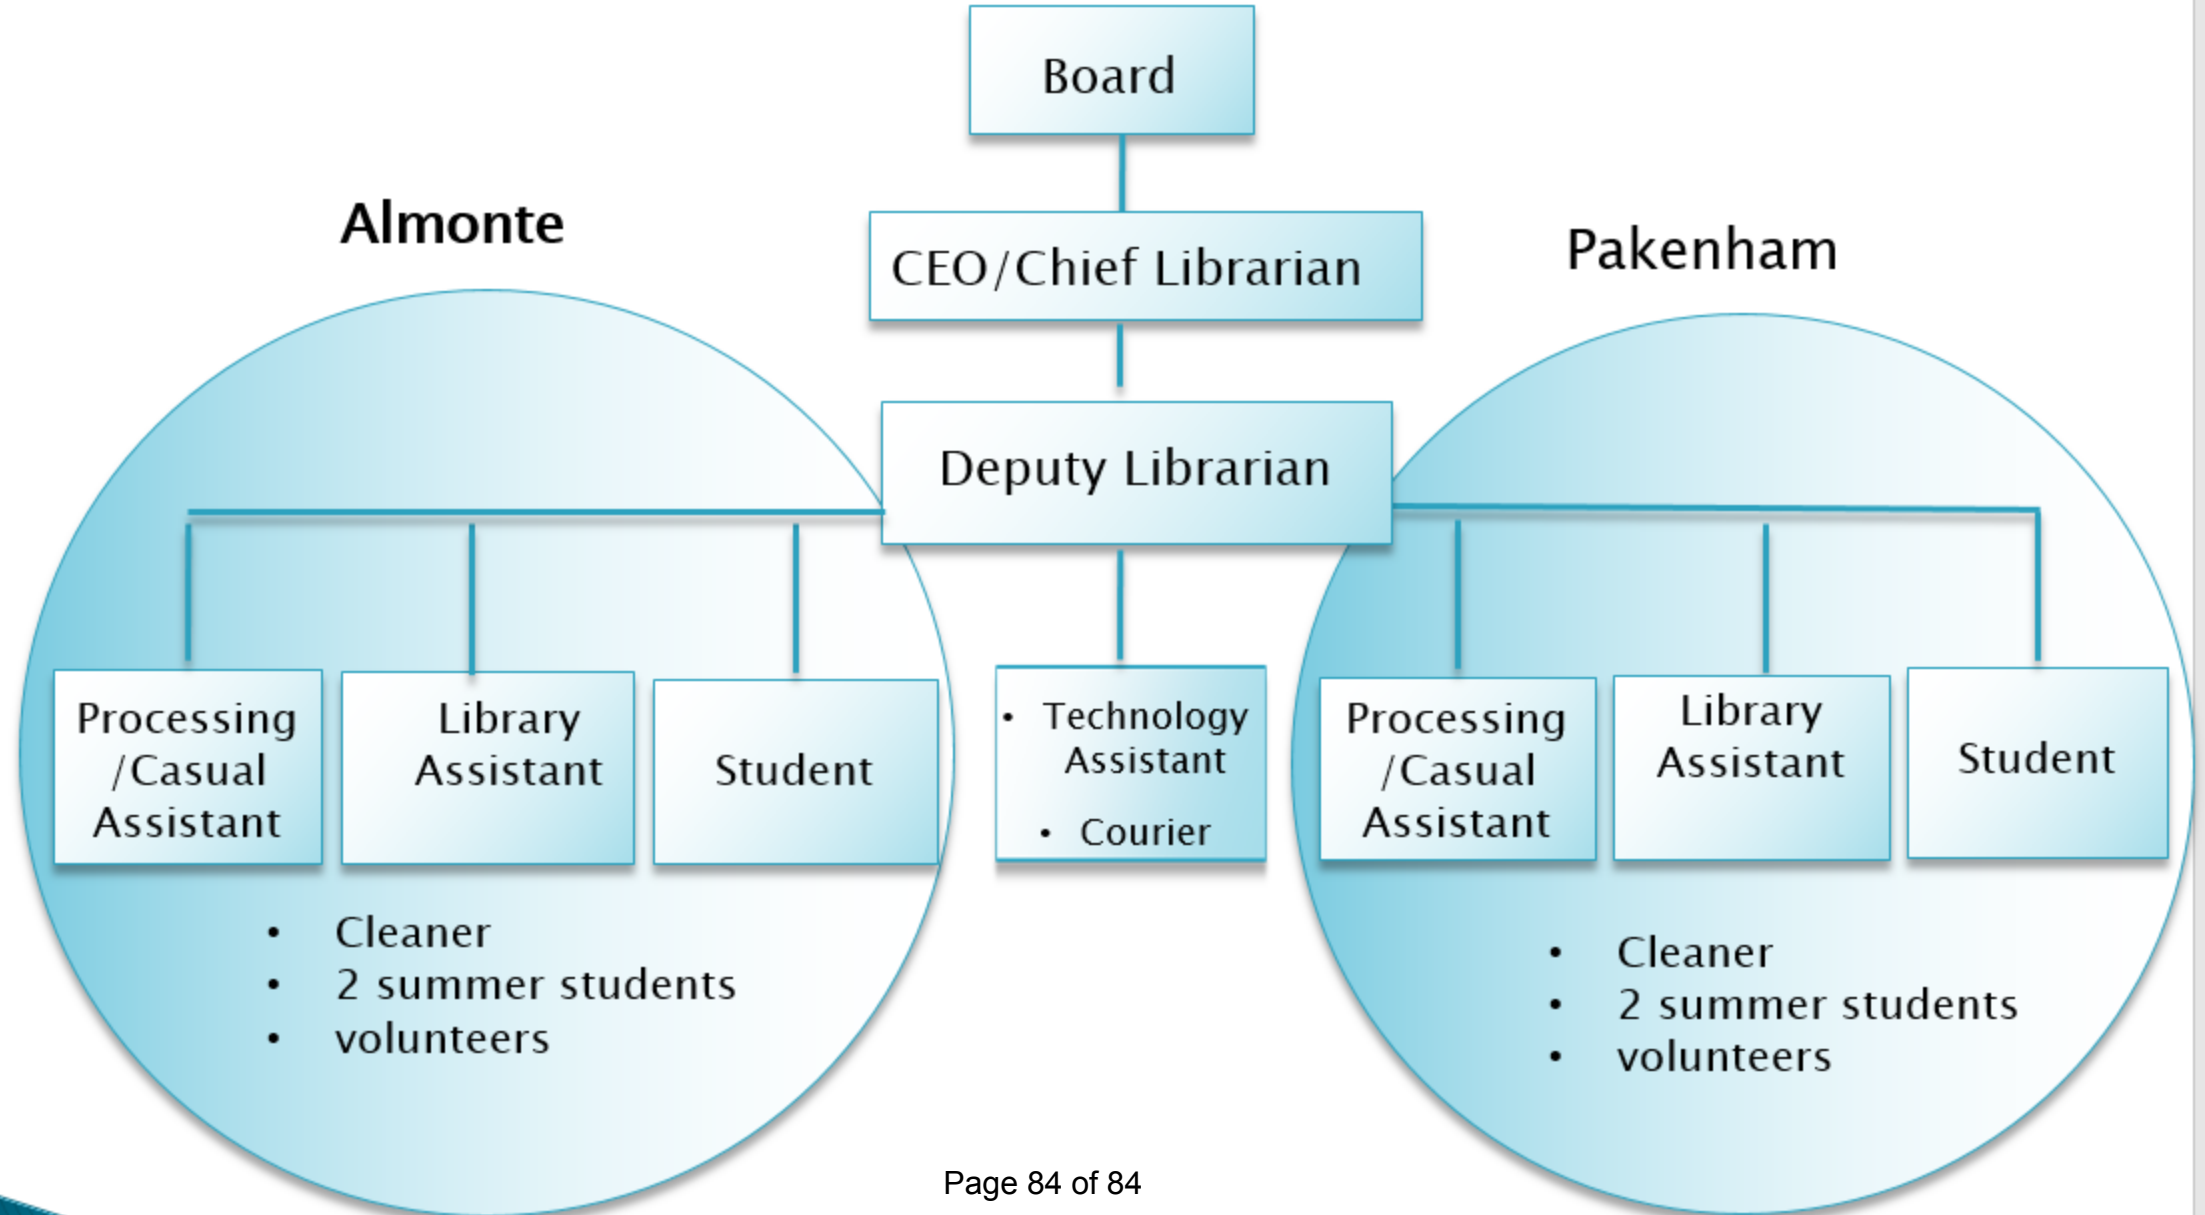 Board
CEO/Chief Librarian
Almonte
Pakenham
Deputy Librarian
Processing
/Casual
Assistant
Library
Assistant
Student
• Technology
Assistant
• Courier
Processing
/Casual
Assistant
Library
Assistant
Student
• Cleaner
• 2 summer students
• volunteers
• Cleaner
• 2 summer students
• volunteers
Page 84 of 84